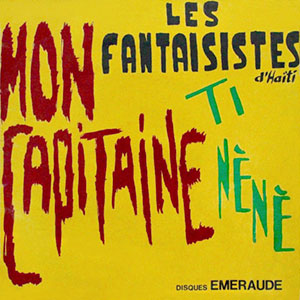 LES
FANTAISISTES
d'Haïti
MON
CAPITAINE
TI
NÈNÈ
DISQUES EMERAUDE